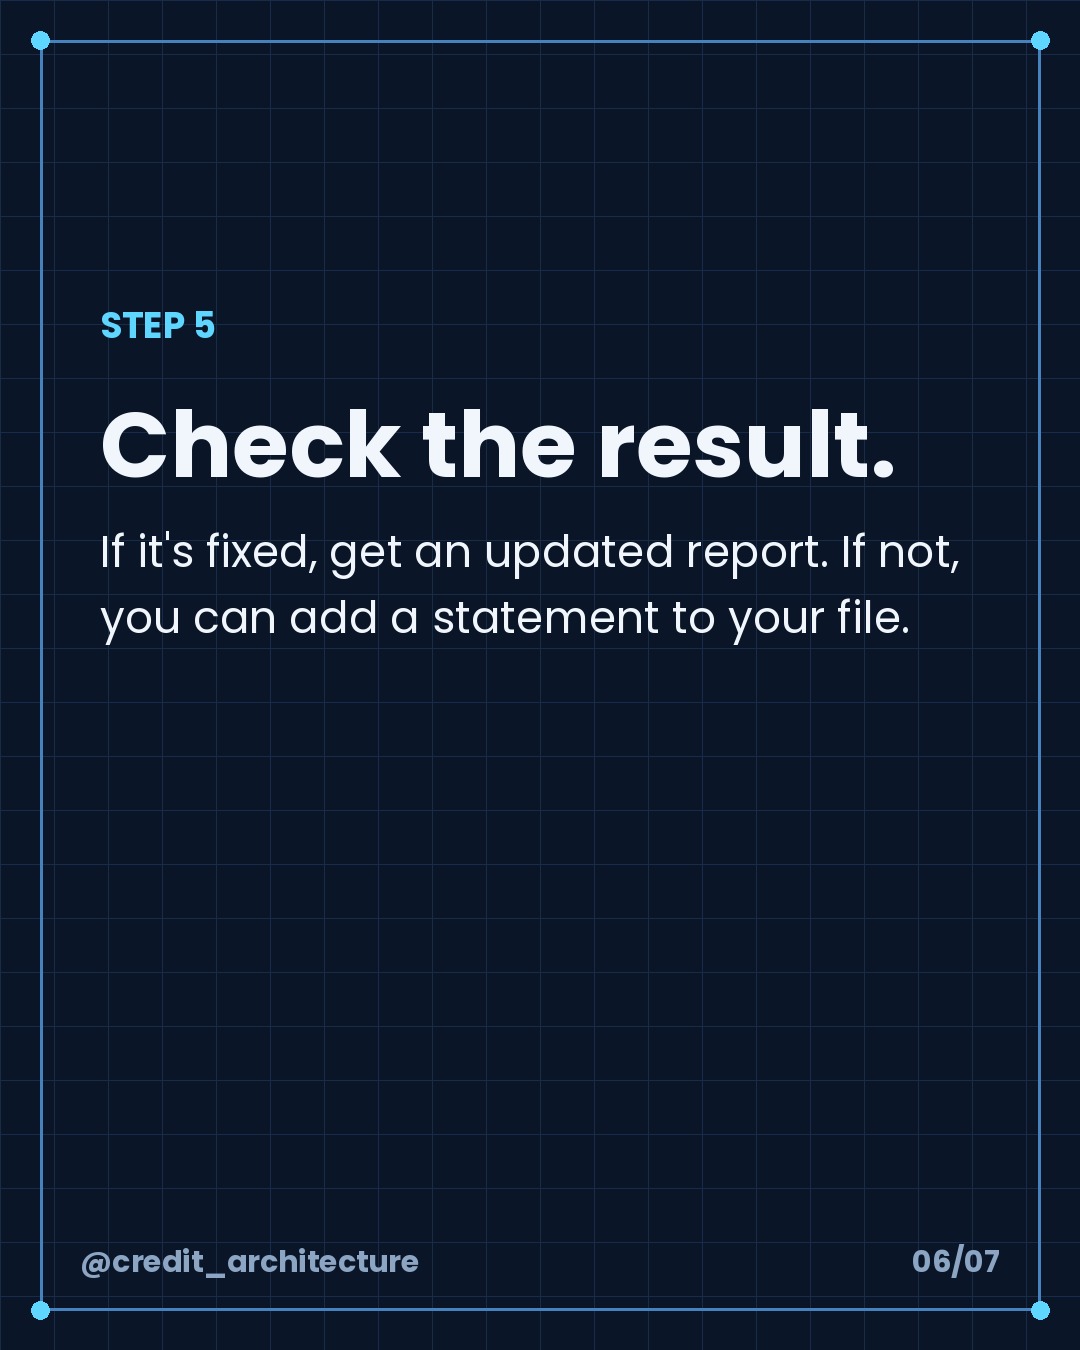 STEP 5
Check the result.
If it's fixed, get an updated report. If not,
you can add a statement to your file.
@credit_architecture
06/07